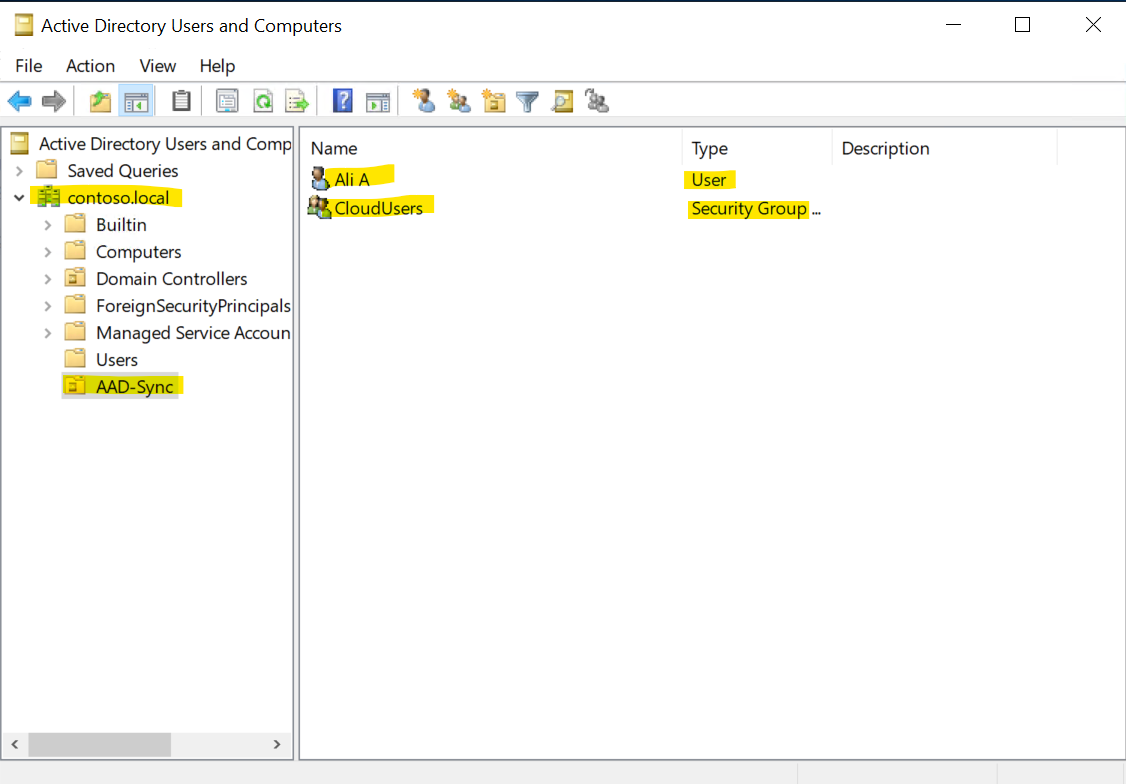 Active Directory Users and Computers
File Action View Help
Active Directory Users and Comp
Saved Queries
contoso.local
Builtin
Computers
Domain Controllers
ForeignSecurityPrincipals
Managed Service Accoun
Users
AAD-Sync
Name Type Description
Ali A User
CloudUsers Security Group ...